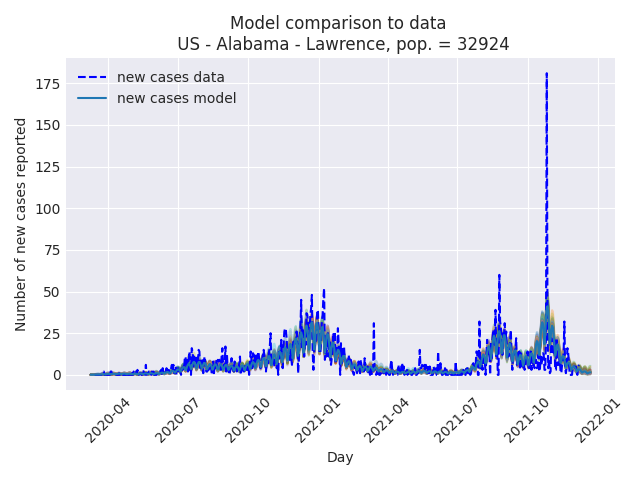 Model comparison to data
US - Alabama - Lawrence, pop. = 32924
new cases data
new cases model
Number of new cases reported
175
150
125
100
75
50
25
0
2020-04
2020-07
2020-10
2021-01
2021-04
2021-07
2021-10
2022-01
Day